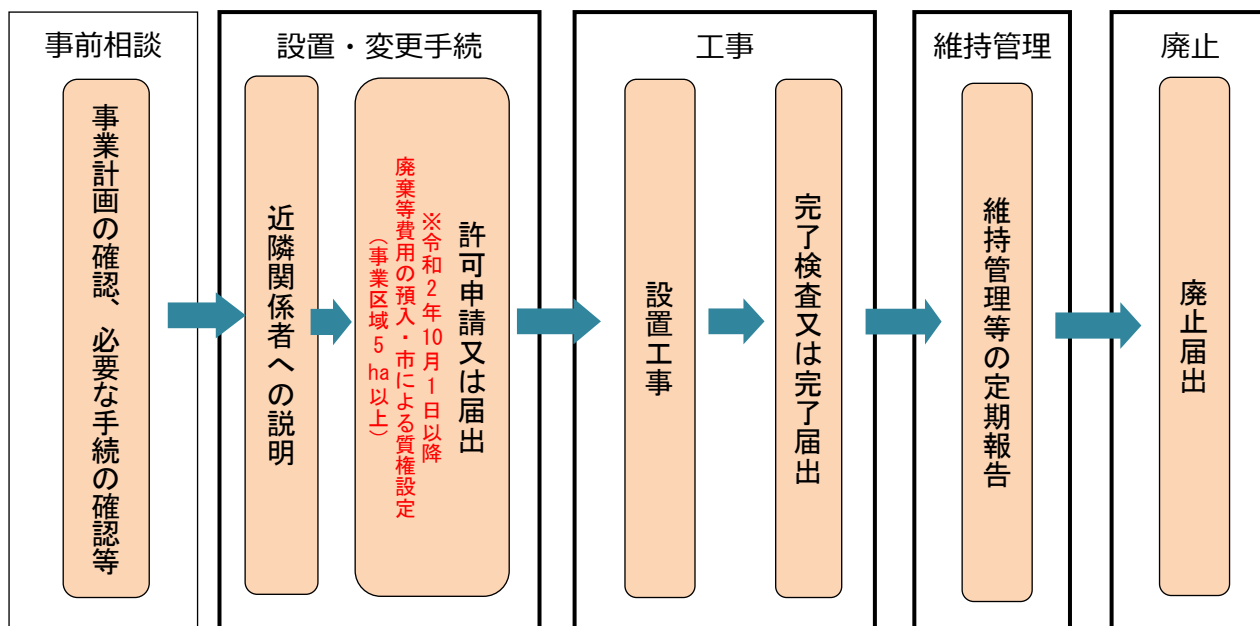 事前相談
事業計画の確認、必要な手続の確認等
設置・変更手続
近隣関係者への説明
許可申請又は届出
※令和2年10月1日以降
廃棄等費用の預入・市による質権設定
（事業区域5ha以上）
工事
設置工事
完了検査又は完了届出
維持管理
維持管理等の定期報告
廃止
廃止届出